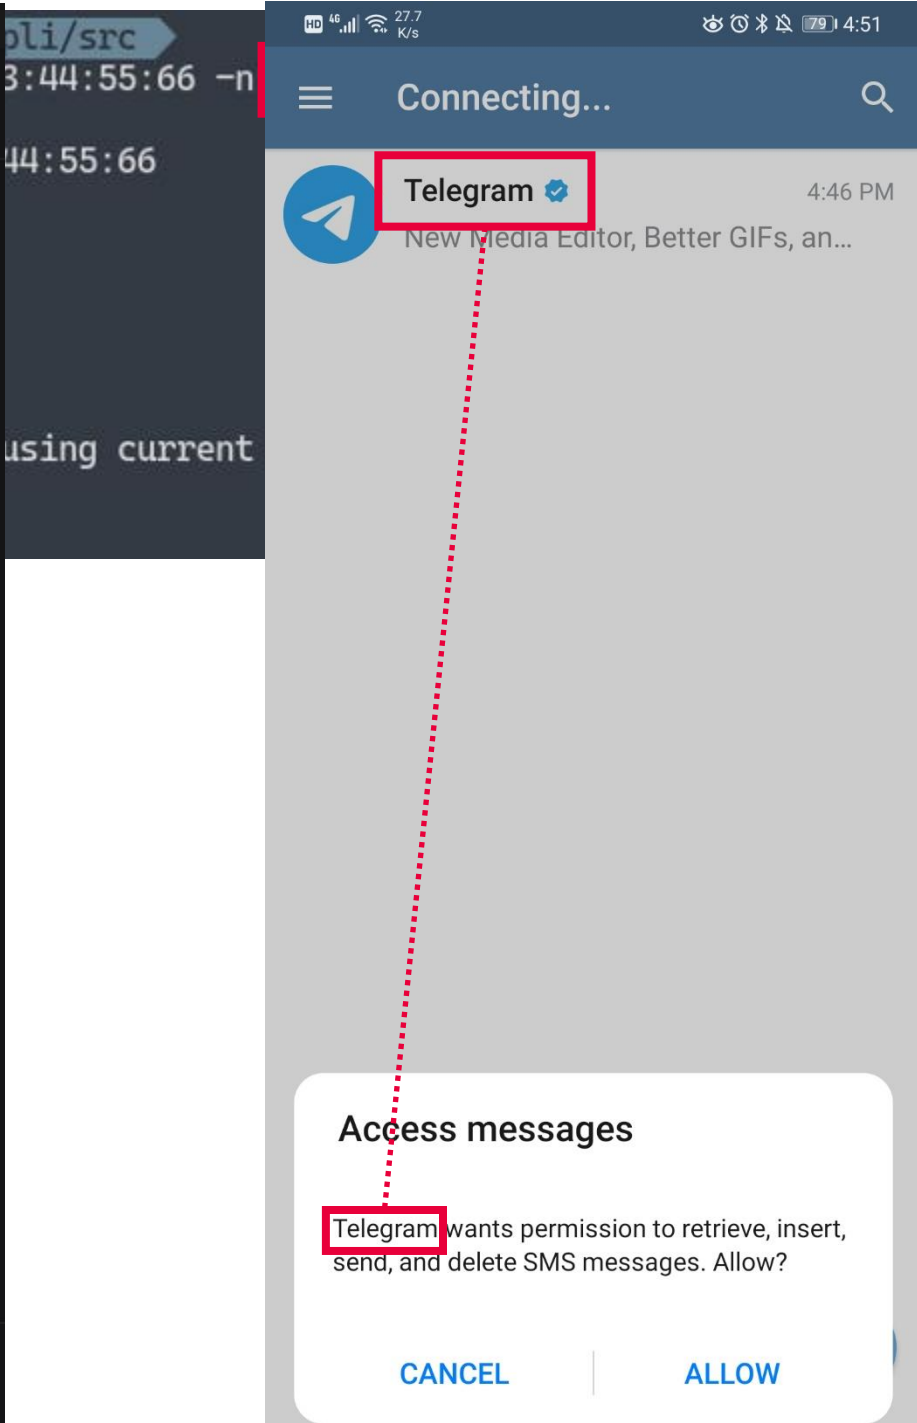 bli/src
3:44:55:66 -n
44:55:66
using current
HD 4G 27.7 K/s 79 4:51
Connecting...
Telegram 4:46 PM
New Media Editor, Better GIFs, an...
Access messages
Telegram wants permission to retrieve, insert,
send, and delete SMS messages. Allow?
CANCEL ALLOW